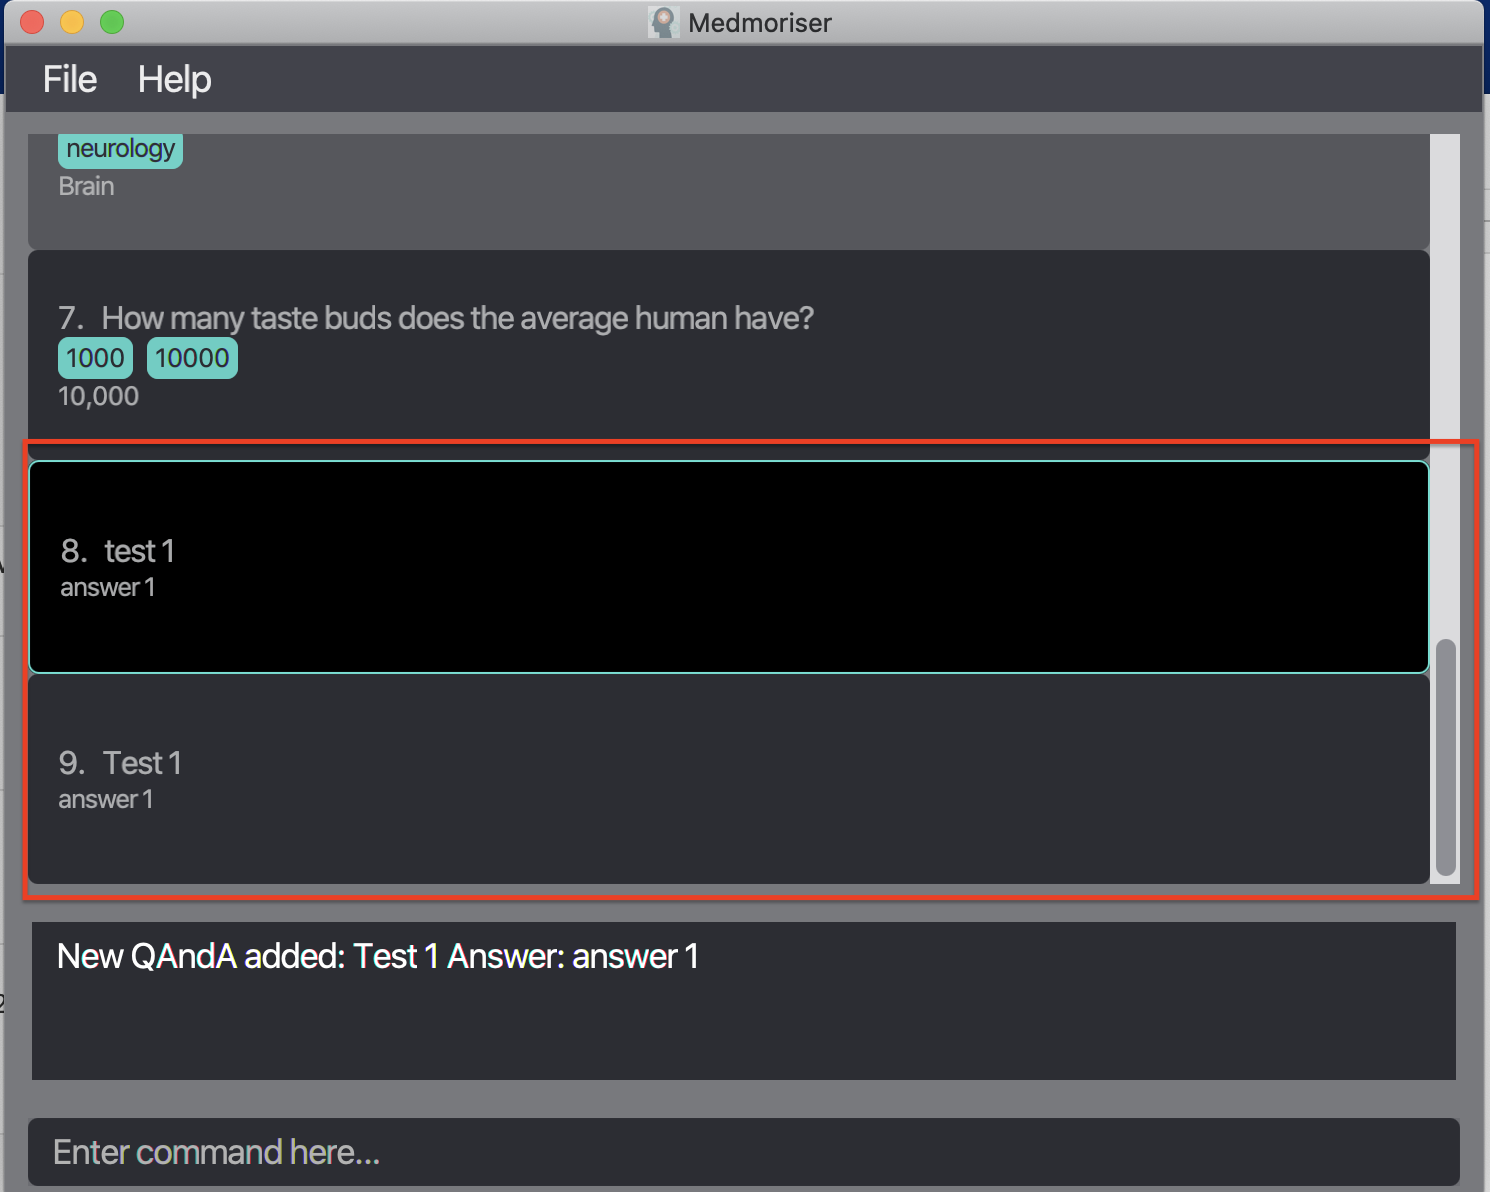 Medmoriser
File Help
neurology
Brain
7. How many taste buds does the average human have?
1000 10000
10,000
8. test 1
answer 1
9. Test 1
answer 1
New QAndA added: Test 1 Answer: answer 1
Enter command here...